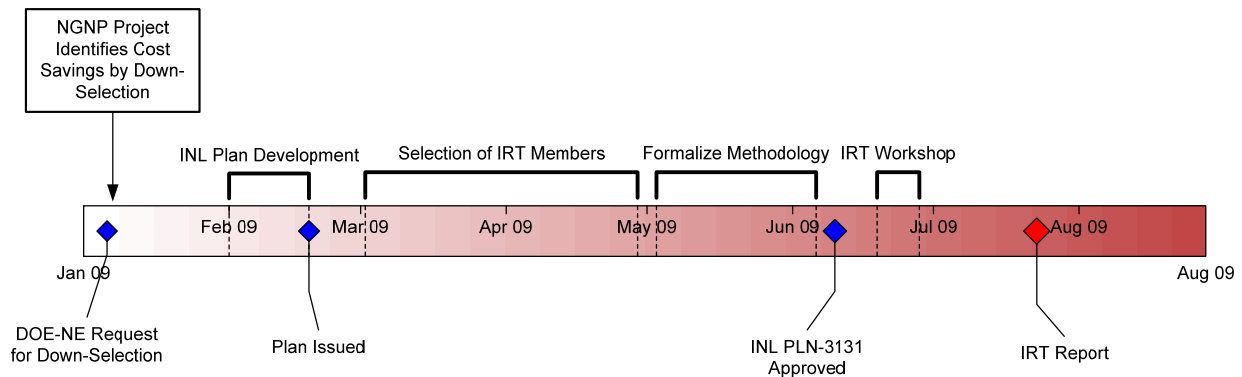 NGNP Project
Identifies Cost
Savings by Down-
Selection
INL Plan Development
Selection of IRT Members
Formalize Methodology
IRT Workshop
Feb 09
Mar 09
Apr 09
May 09
Jun 09
Jul 09
Aug 09
Jan 09
Aug 09
DOE-NE Request
for Down-Selection
Plan Issued
INL PLN-3131
Approved
IRT Report